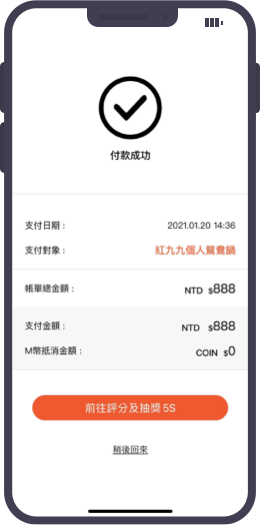 付款成功
支付日期： 2021.01.20 14:36
支付對象： 紅九九個人鴛鴦鍋
帳單總金額： NTD $888
支付金額： NTD $888
M幣抵消金額： COIN $0
前往評分及抽獎 5S
稍後回來